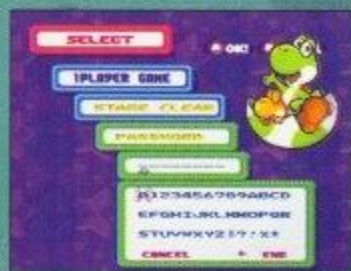 SELECT
OK!
1PLAYER GAME
STAGE CLEAR
PASSWORD
0123456789ABCD
EFGHIJKLMNOPQR
STUVWXYZ!?
CANCEL END